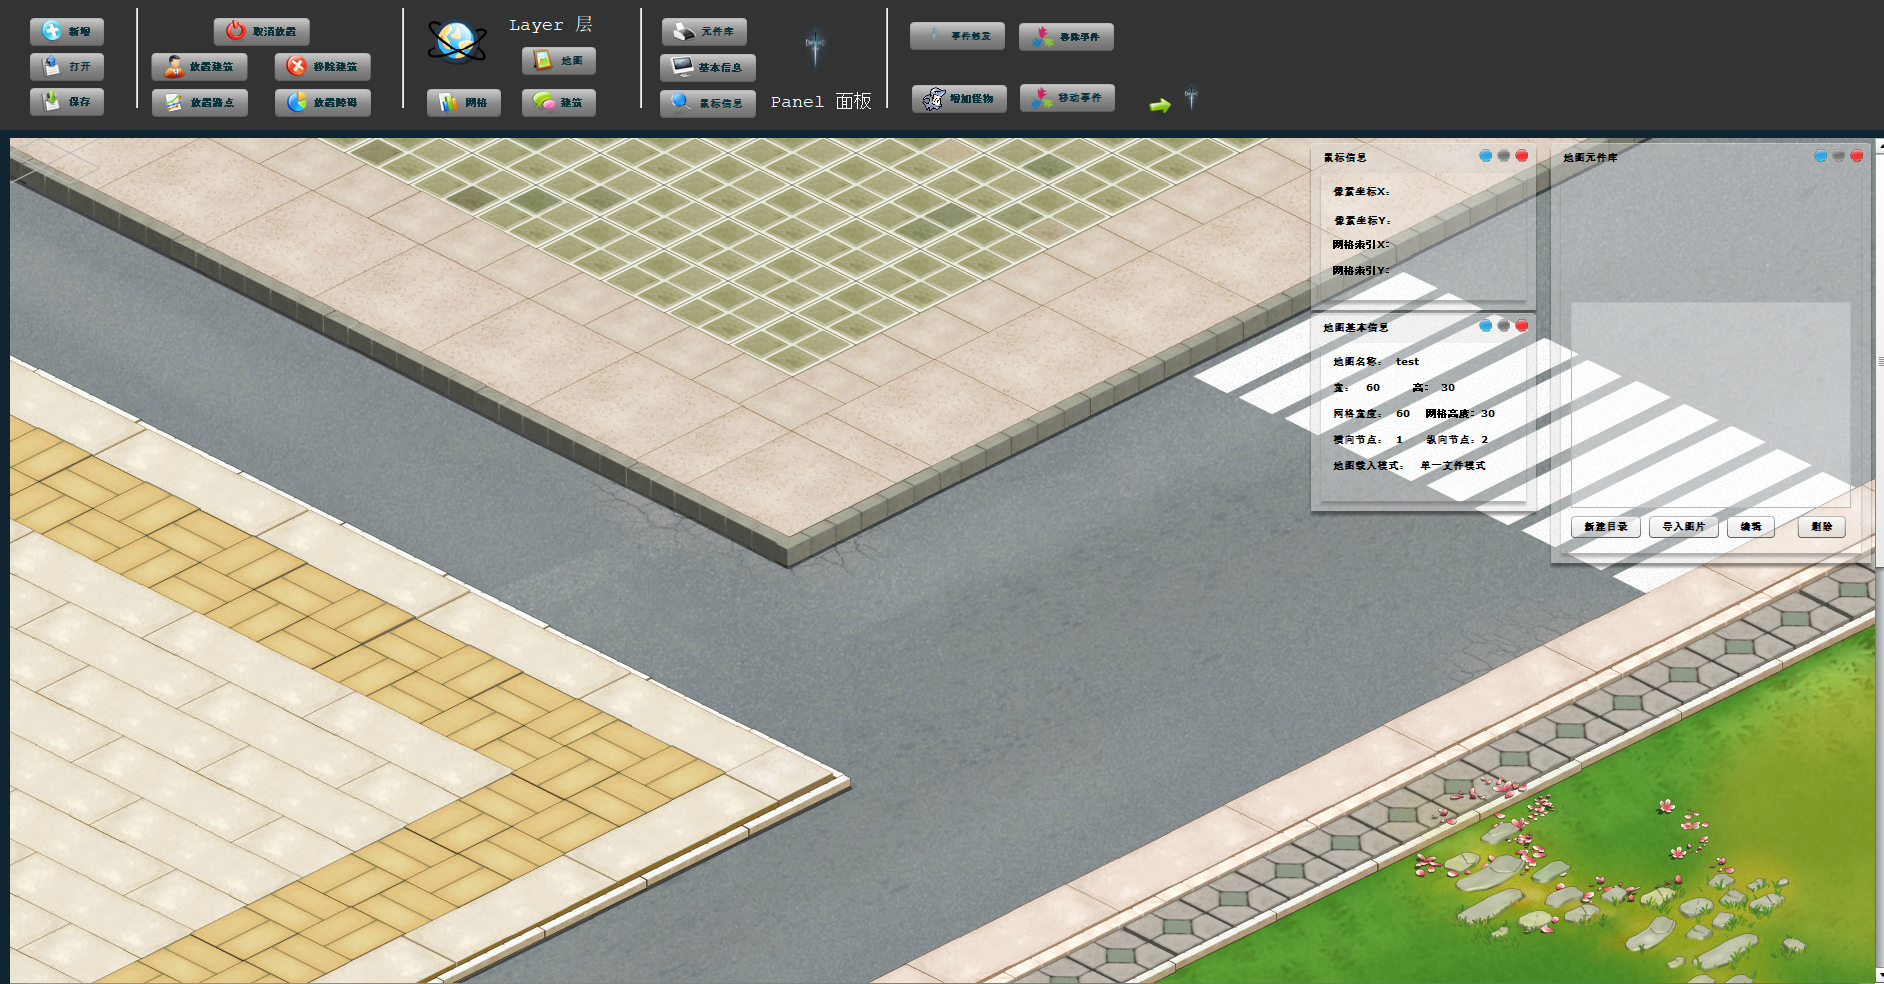 新增
打开
保存
取消放置
放置建筑
移除建筑
放置路点
放置障碍
Layer 层
地图
网格
建筑
元件库
基本信息
鼠标信息
Panel 面板
事件触发
移除事件
增加怪物
移动事件
鼠标信息
像素坐标X:
像素坐标Y:
网格索引X:
网格索引Y:
地图基本信息
地图名称: test
宽: 60 高: 30
网格宽度: 60 网格高度: 30
横向节点: 1 纵向节点: 2
地图载入模式: 单一文件模式
地图元件库
新建目录 导入图片 编辑 删除